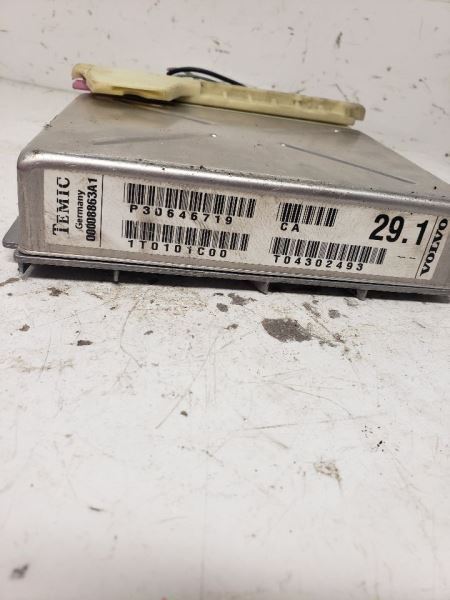 TEMIC
Germany
00008863A1
P30646719
CA
29.1
1T0101C00
T04302493
VOLVO